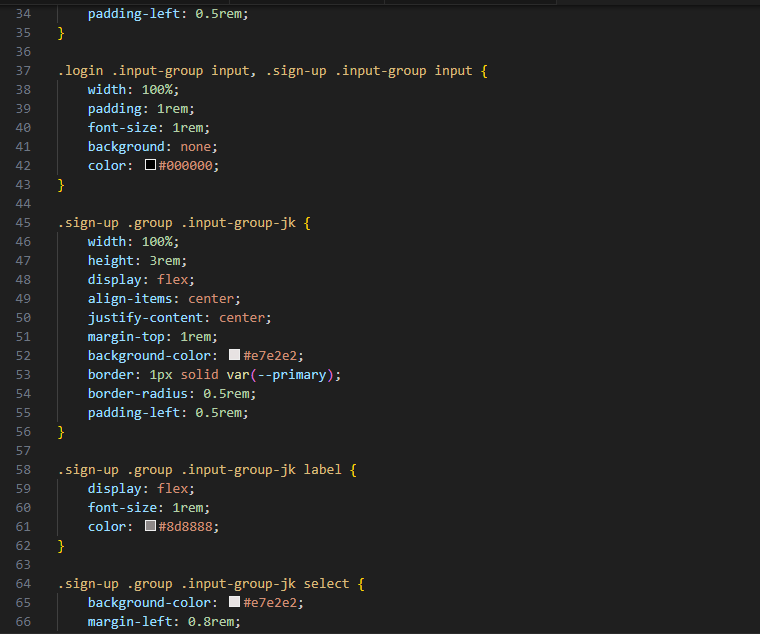 34 padding-left: 0.5rem;
35 }
36
37 .login .input-group input, .sign-up .input-group input {
38 width: 100%;
39 padding: 1rem;
40 font-size: 1rem;
41 background: none;
42 color: #000000;
43 }
44
45 .sign-up .group .input-group-jk {
46 width: 100%;
47 height: 3rem;
48 display: flex;
49 align-items: center;
50 justify-content: center;
51 margin-top: 1rem;
52 background-color: #e7e2e2;
53 border: 1px solid var(--primary);
54 border-radius: 0.5rem;
55 padding-left: 0.5rem;
56 }
57
58 .sign-up .group .input-group-jk label {
59 display: flex;
60 font-size: 1rem;
61 color: #8d8888;
62 }
63
64 .sign-up .group .input-group-jk select {
65 background-color: #e7e2e2;
66 margin-left: 0.8rem;